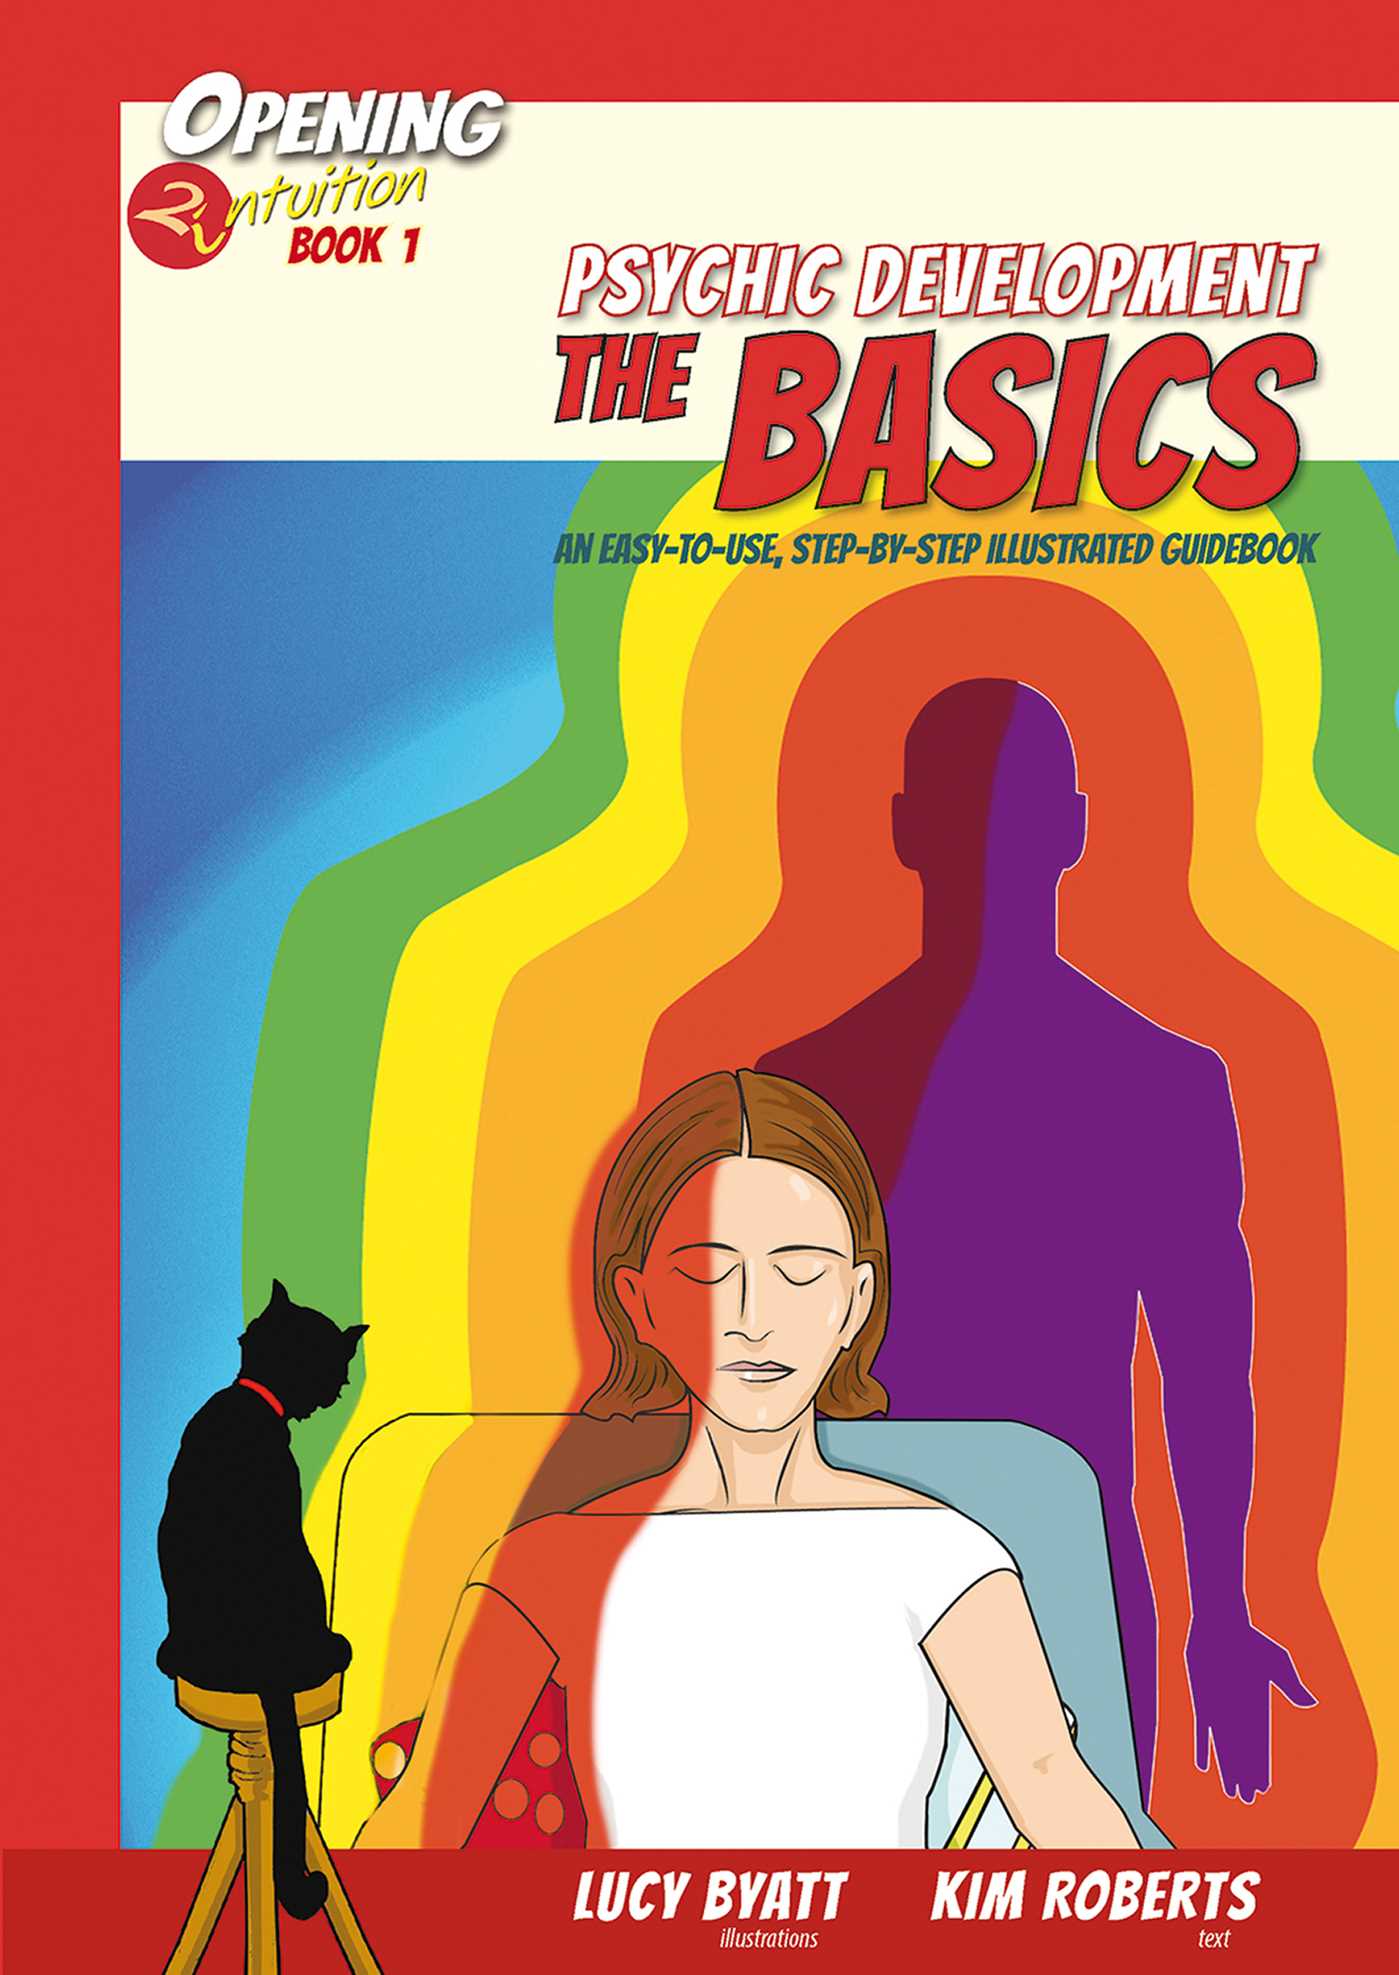 OPENING
2intuition
BOOK 1
PSYCHIC DEVELOPMENT
THE BASICS
AN EASY-TO-USE, STEP-BY-STEP ILLUSTRATED GUIDEBOOK
LUCY BYATT KIM ROBERTS
illustrations text